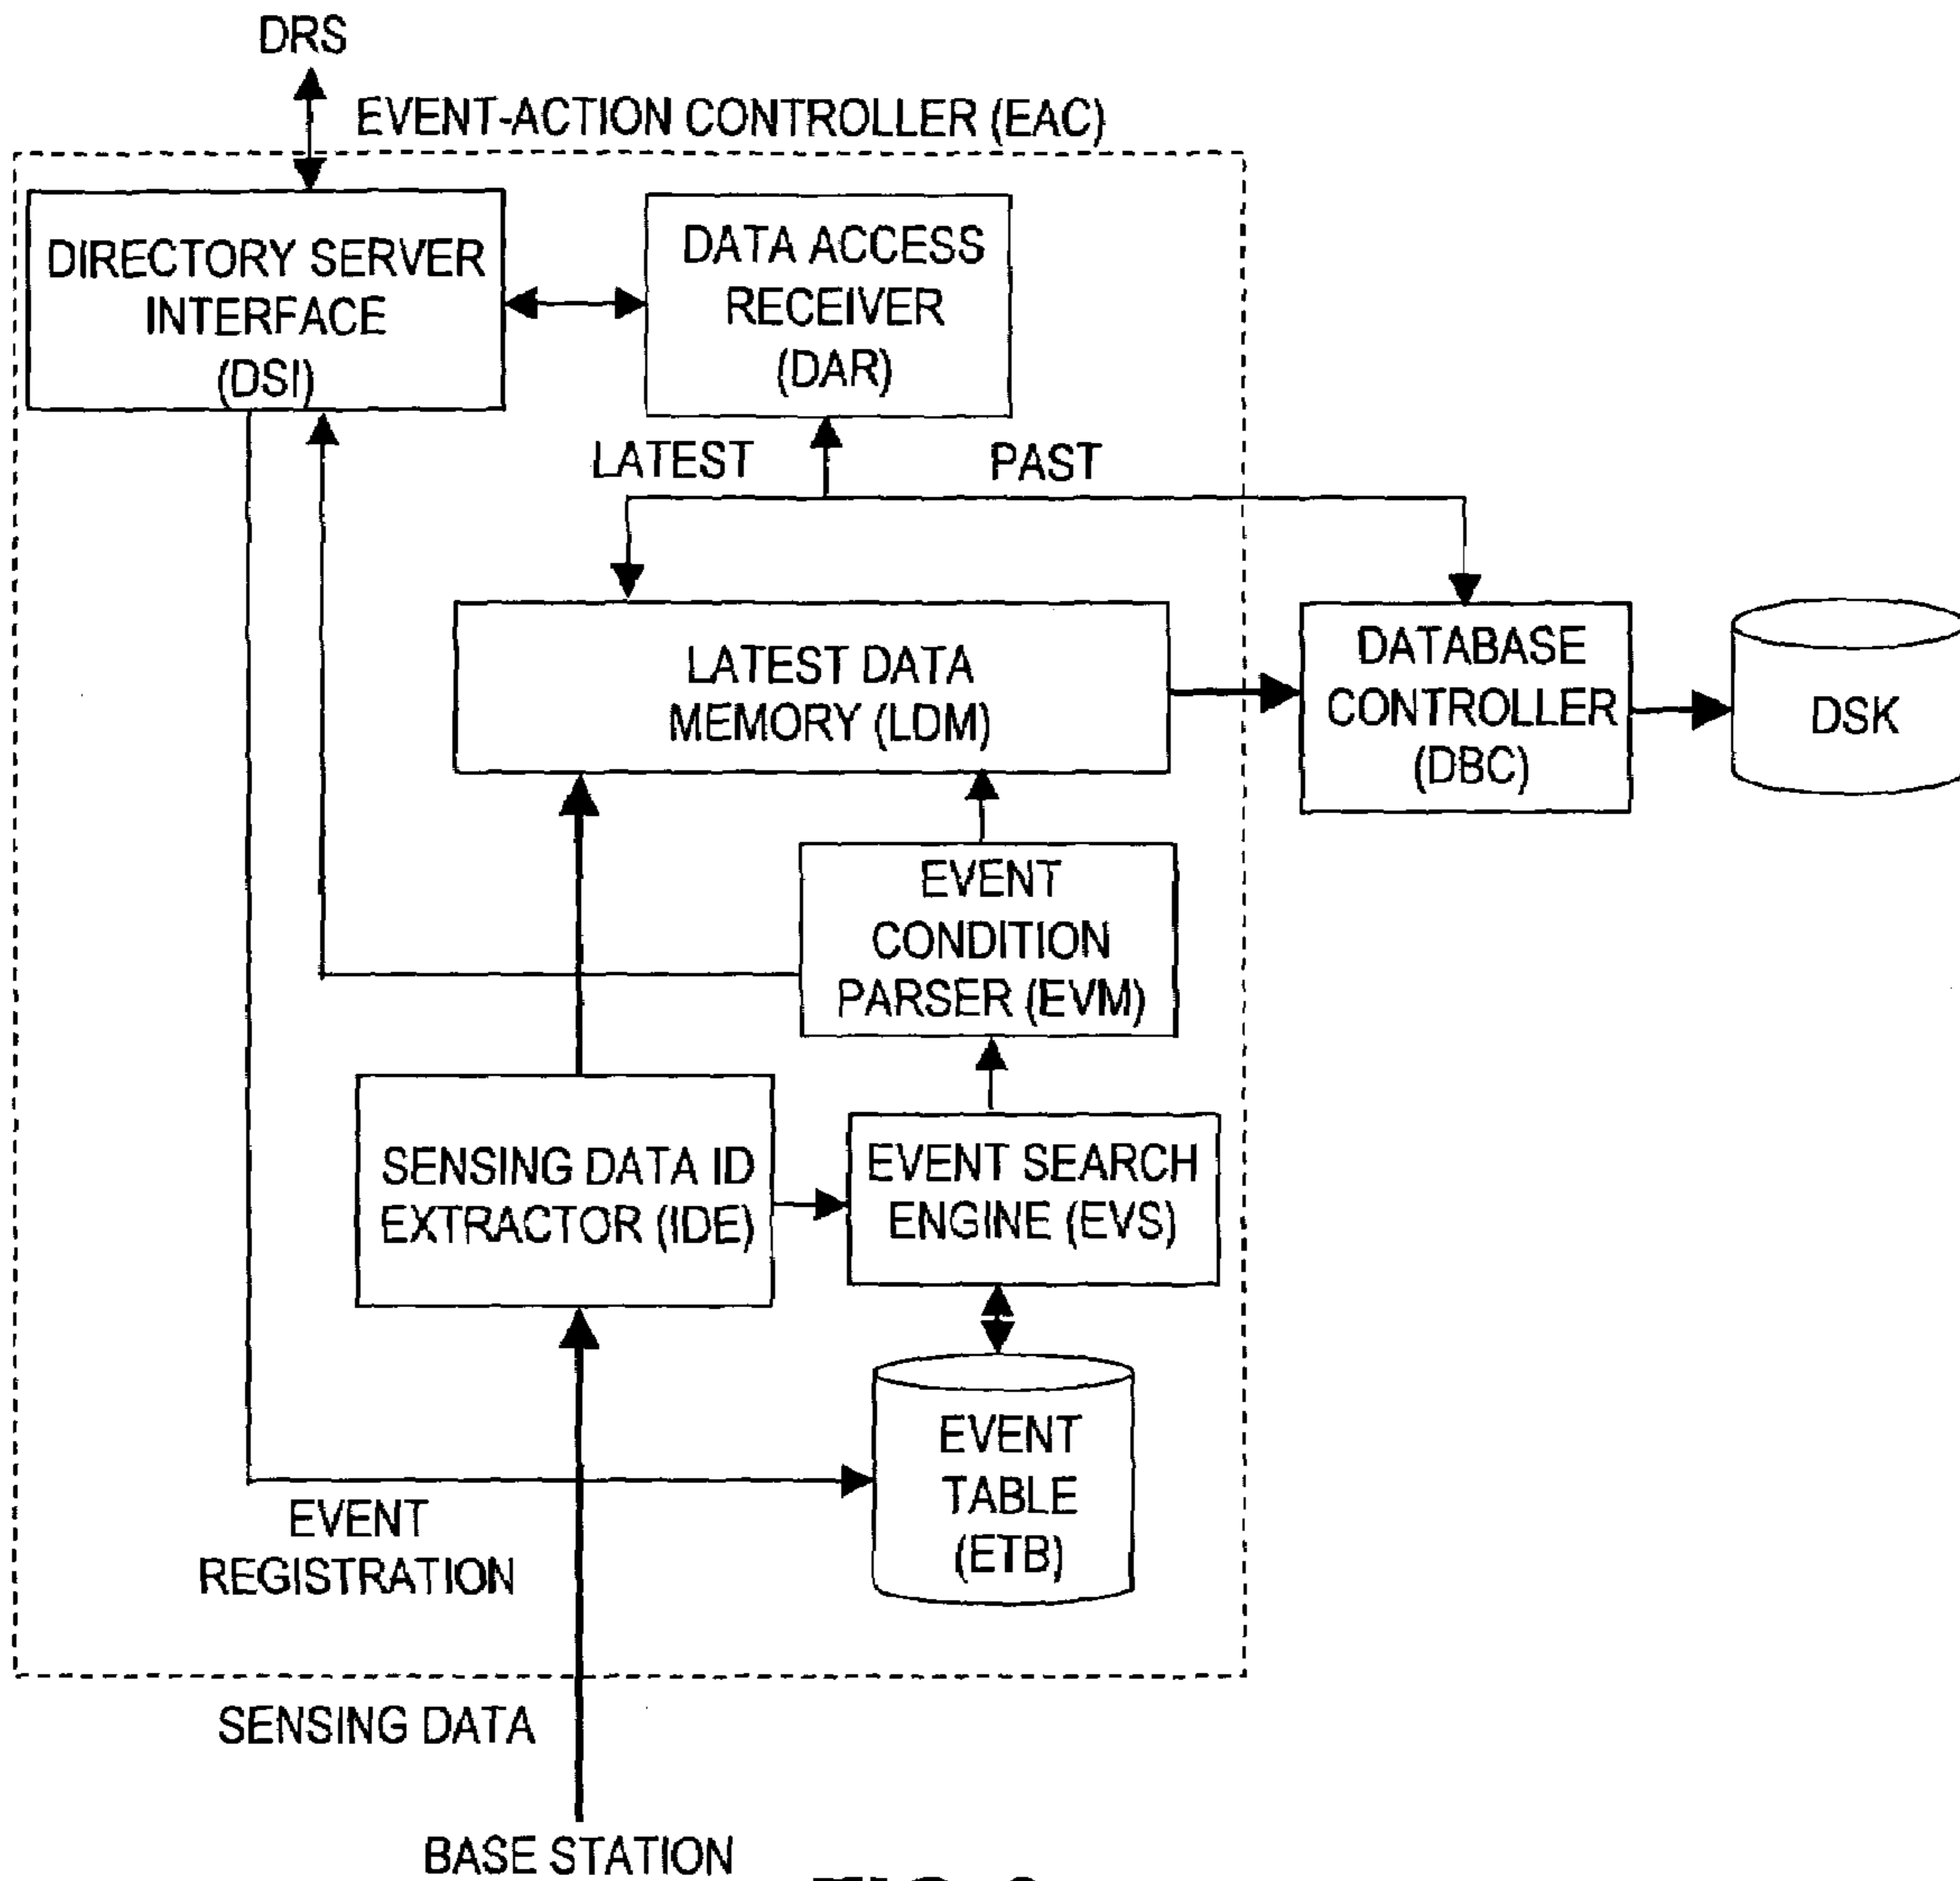 DRS
EVENT-ACTION CONTROLLER (EAC)
DIRECTORY SERVER
INTERFACE
(DSI)
DATA ACCESS
RECEIVER
(DAR)
LATEST
PAST
LATEST DATA
MEMORY (LDM)
DATABASE
CONTROLLER
(DBC)
DSK
EVENT
CONDITION
PARSER (EVM)
SENSING DATA ID
EXTRACTOR (IDE)
EVENT SEARCH
ENGINE (EVS)
EVENT
TABLE
(ETB)
EVENT
REGISTRATION
SENSING DATA
BASE STATION